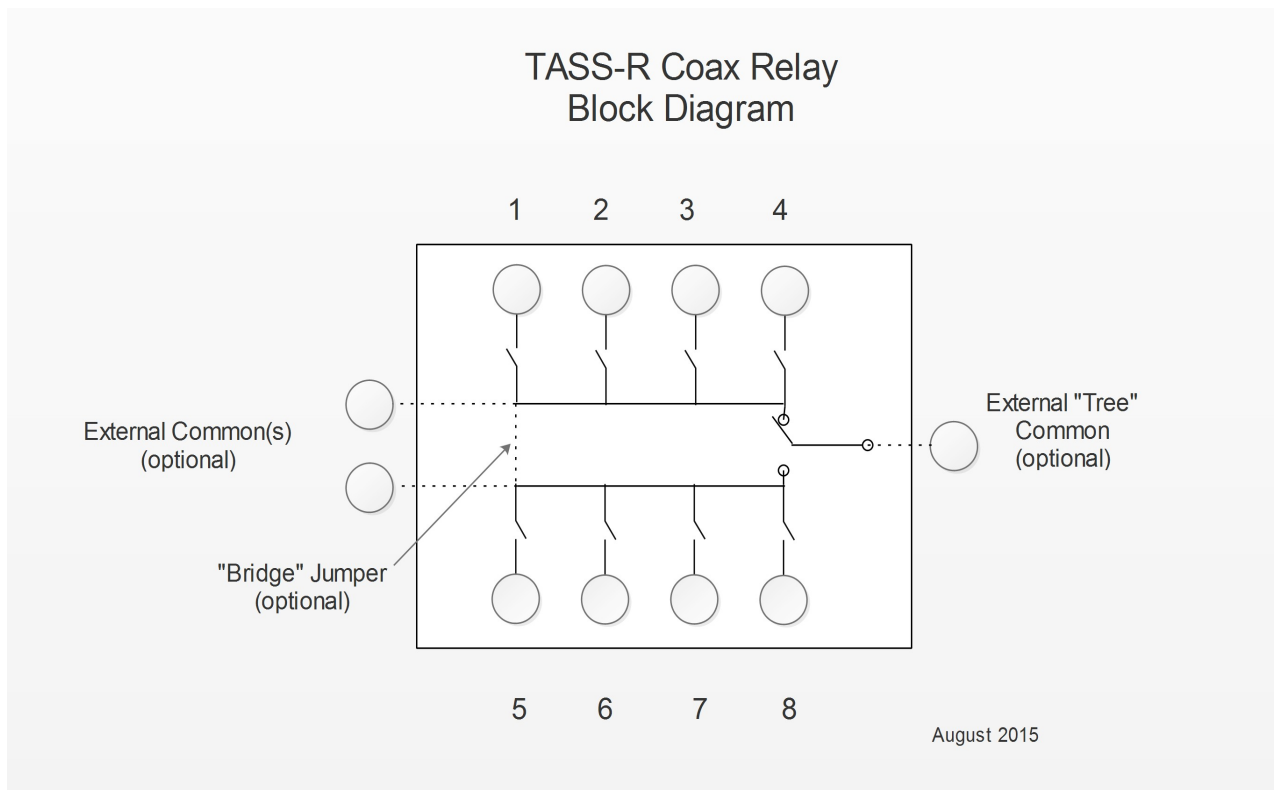 TASS-R Coax Relay
Block Diagram
1 2 3 4
External Common(s)
(optional)
External "Tree"
Common
(optional)
"Bridge" Jumper
(optional)
5 6 7 8
August 2015